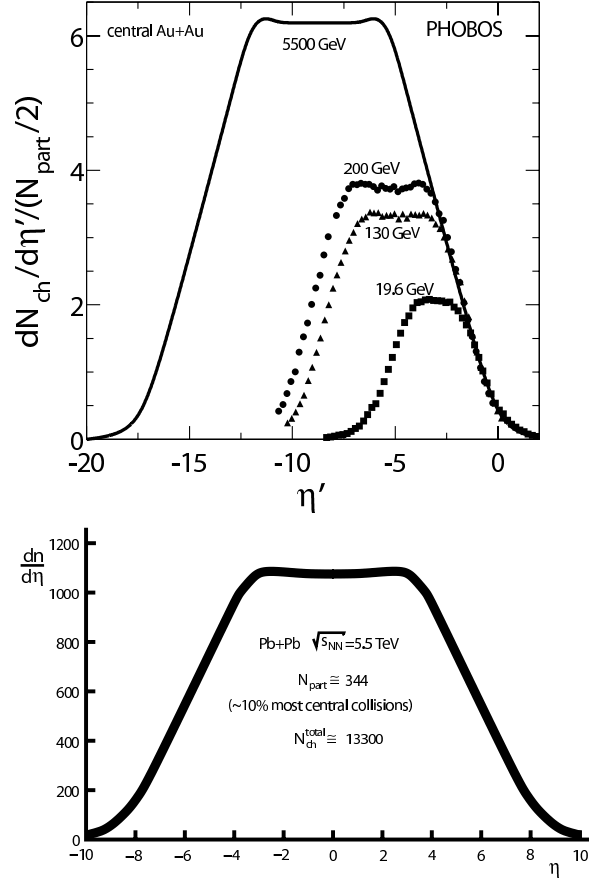 central Au+Au PHOBOS
5500 GeV
200 GeV
130 GeV
19.6 GeV
dN_ch/dη′/(N_part/2)
6
4
2
0
-20 -15 -10 -5 0
η′
dn
dη
1200
1000
800
600
400
200
0
Pb+Pb √s_NN=5.5 TeV
N_part ≅ 344
(~10% most central collisions)
N_ch^total ≅ 13300
−10 −8 −6 −4 −2 0 2 4 6 8 10
η